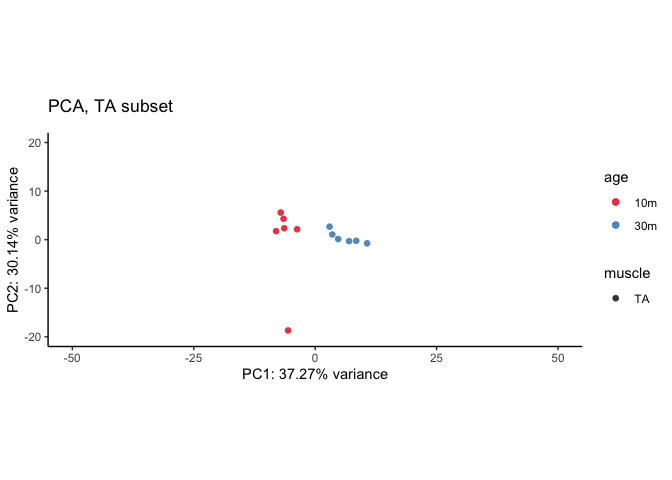 PCA, TA subset
20
10
0
-10
-20
PC2: 30.14% variance
-50
-25
0
25
50
PC1: 37.27% variance
age
10m
30m
muscle
TA